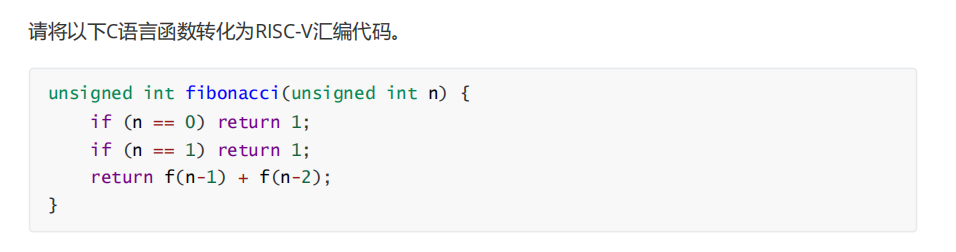 请将以下C语言函数转化为RISC-V汇编代码。
unsigned int fibonacci(unsigned int n) {
    if (n == 0) return 1;
    if (n == 1) return 1;
    return f(n-1) + f(n-2);
}